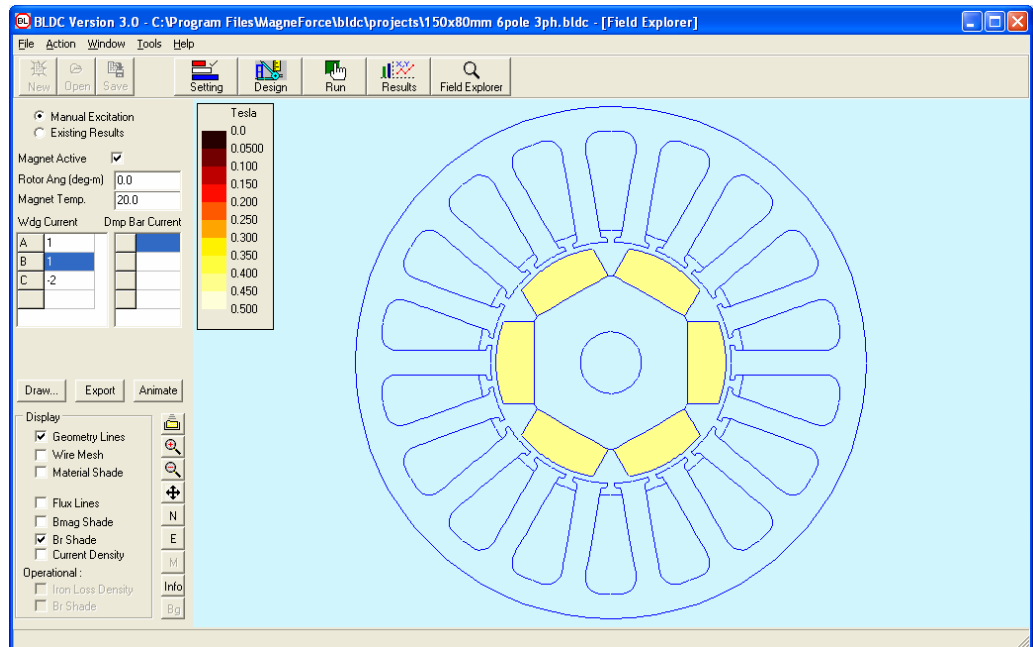 BLDC Version 3.0 - C:\Program Files\MagneForce\bldc\projects\150x80mm 6pole 3ph.bldc - [Field Explorer]
File Action Window Tools Help
New Open Save Setting Design Run Results Field Explorer
Manual Excitation
Existing Results
Magnet Active
Rotor Ang (deg-m) 0.0
Magnet Temp. 20.0
Wdg Current Dmp Bar Current
A 1
B 1
C -2
Draw... Export Animate
Display
Geometry Lines
Wire Mesh
Material Shade
Flux Lines
Bmag Shade
Br Shade
Current Density
Operational :
Iron Loss Density
Br Shade
N
E
M
Info
Bg
Tesla
0.0
0.0500
0.100
0.150
0.200
0.250
0.300
0.350
0.400
0.450
0.500